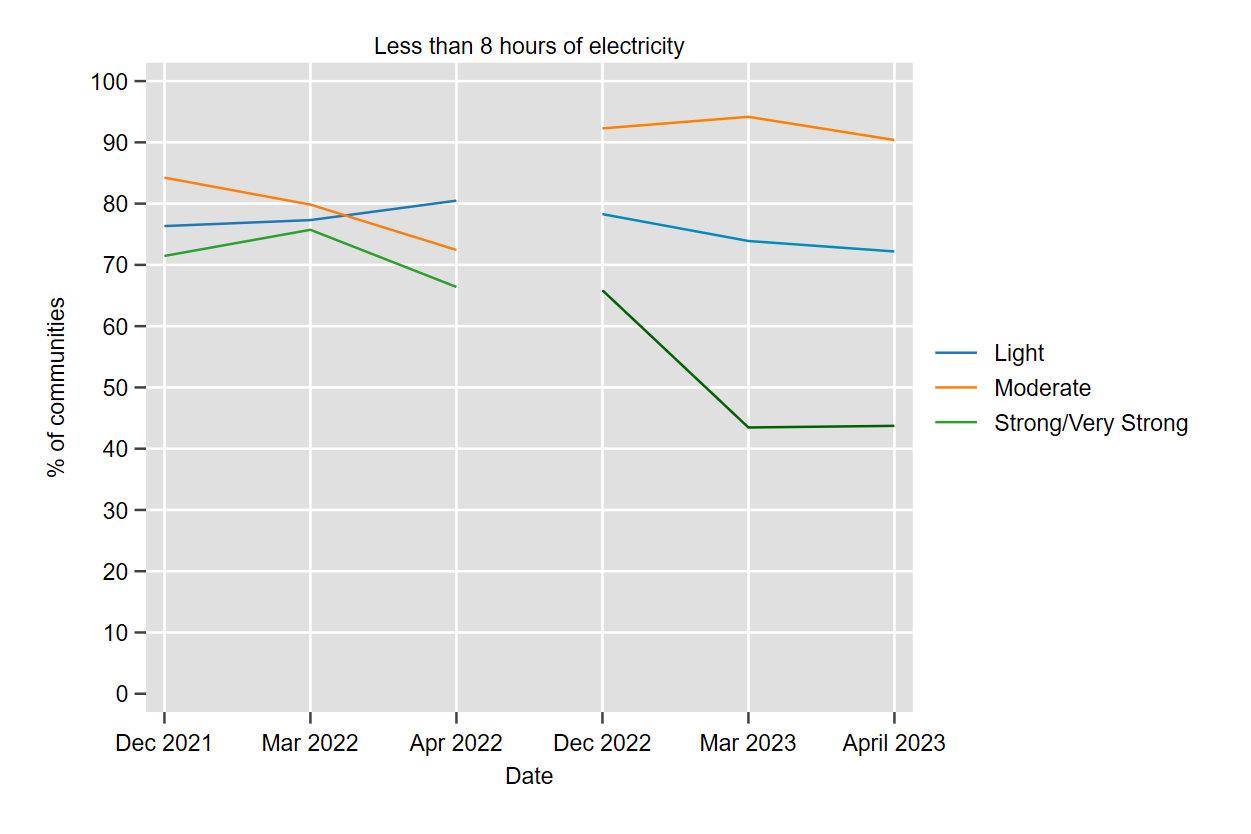 Less than 8 hours of electricity
100
90
80
70
60
50
40
30
20
10
0
% of communities
Dec 2021 Mar 2022 Apr 2022 Dec 2022 Mar 2023 April 2023
Date
Light
Moderate
Strong/Very Strong